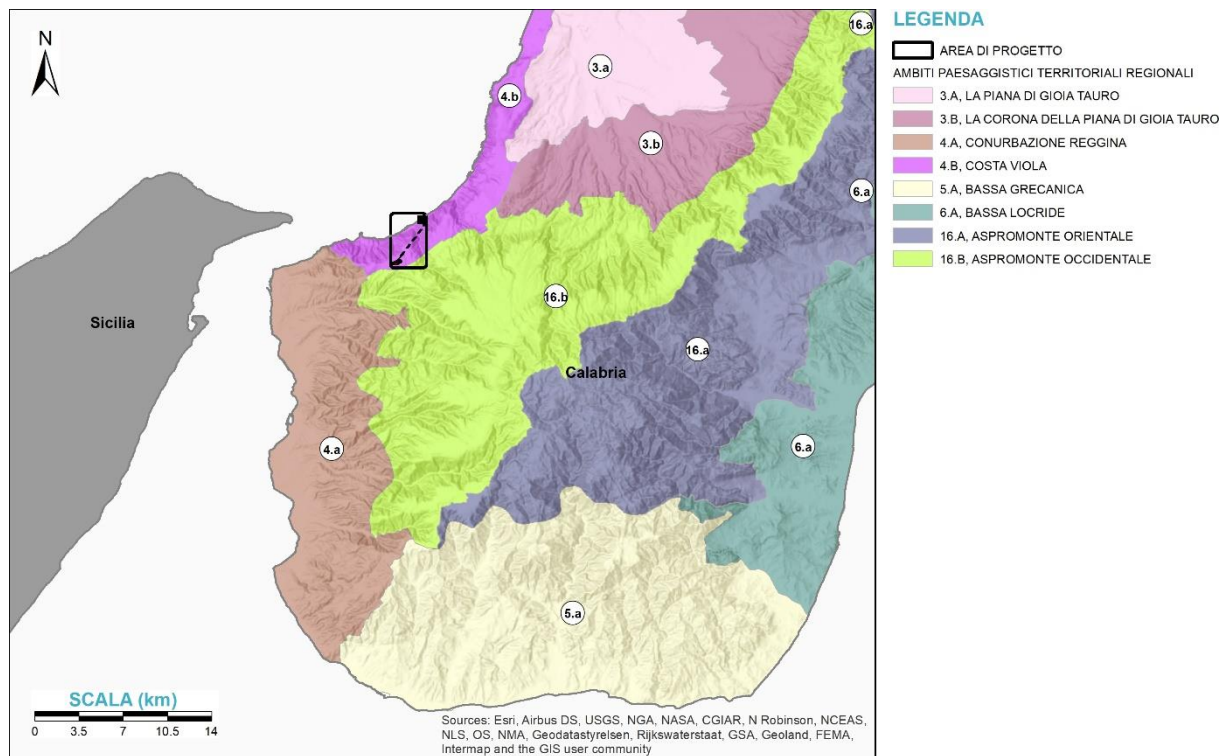 N
16.a
3.a
4.b
3.b
6.a
16.b
Sicilia
16.a
Calabria
4.a
6.a
5.a
SCALA (km)
0 3.5 7 10.5 14
Sources: Esri, Airbus DS, USGS, NGA, NASA, CGIAR, N Robinson, NCEAS,
NLS, OS, NMA, Geodatastyrelsen, Rijkswaterstaat, GSA, Geoland, FEMA,
Intermap and the GIS user community
LEGENDA
AREA DI PROGETTO
AMBITI PAESAGGISTICI TERRITORIALI REGIONALI
3.A, LA PIANA DI GIOIA TAURO
3.B, LA CORONA DELLA PIANA DI GIOIA TAURO
4.A, CONURBAZIONE REGGINA
4.B, COSTA VIOLA
5.A, BASSA GRECANICA
6.A, BASSA LOCRIDE
16.A, ASPROMONTE ORIENTALE
16.B, ASPROMONTE OCCIDENTALE